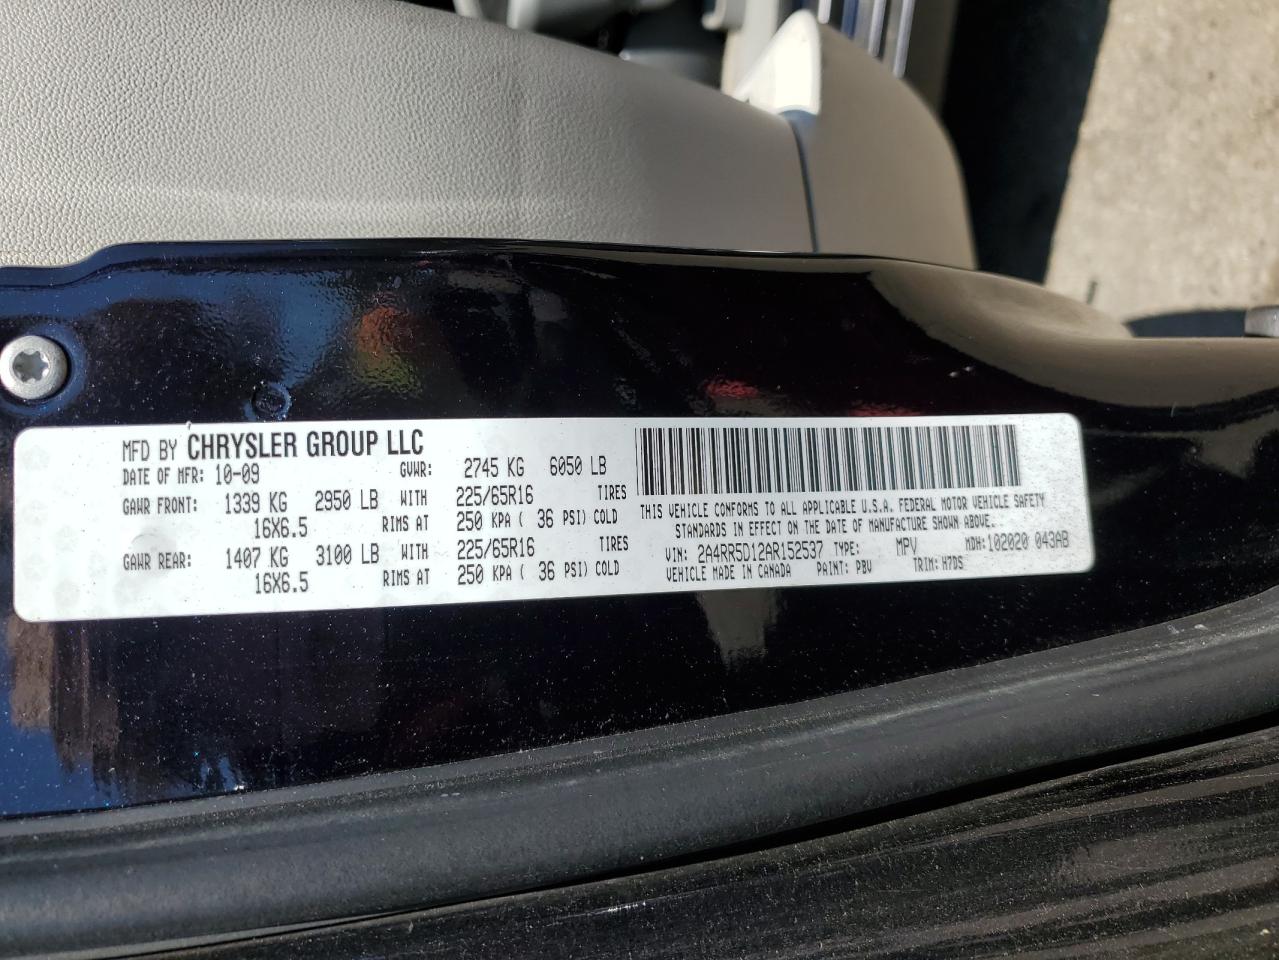 MFD BY CHRYSLER GROUP LLC
DATE OF MFR: 10-09 GVWR: 2745 KG 6050 LB
GAWR FRONT: 1339 KG 2950 LB WITH 225/65R16 TIRES
16X6.5 RIMS AT 250 KPA ( 36 PSI) COLD
GAWR REAR: 1407 KG 3100 LB WITH 225/65R16 TIRES
16X6.5 RIMS AT 250 KPA ( 36 PSI) COLD
THIS VEHICLE CONFORMS TO ALL APPLICABLE U.S.A. FEDERAL MOTOR VEHICLE SAFETY
STANDARDS IN EFFECT ON THE DATE OF MANUFACTURE SHOWN ABOVE.
VIN: 2A4RR5D12AR152537 TYPE: MPV MDH: 102020 043AB
VEHICLE MADE IN CANADA PAINT: PBV TRIM: H7DS